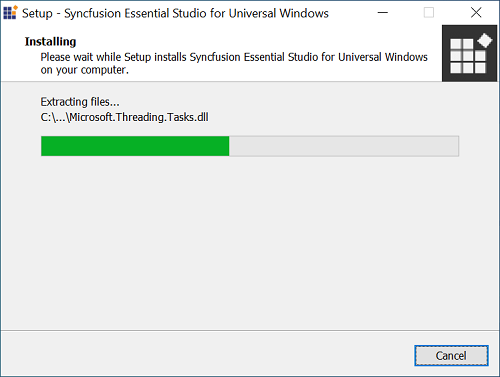 Setup - Syncfusion Essential Studio for Universal Windows
Installing
Please wait while Setup installs Syncfusion Essential Studio for Universal Windows
on your computer.
Extracting files...
C:\...\Microsoft.Threading.Tasks.dll
Cancel